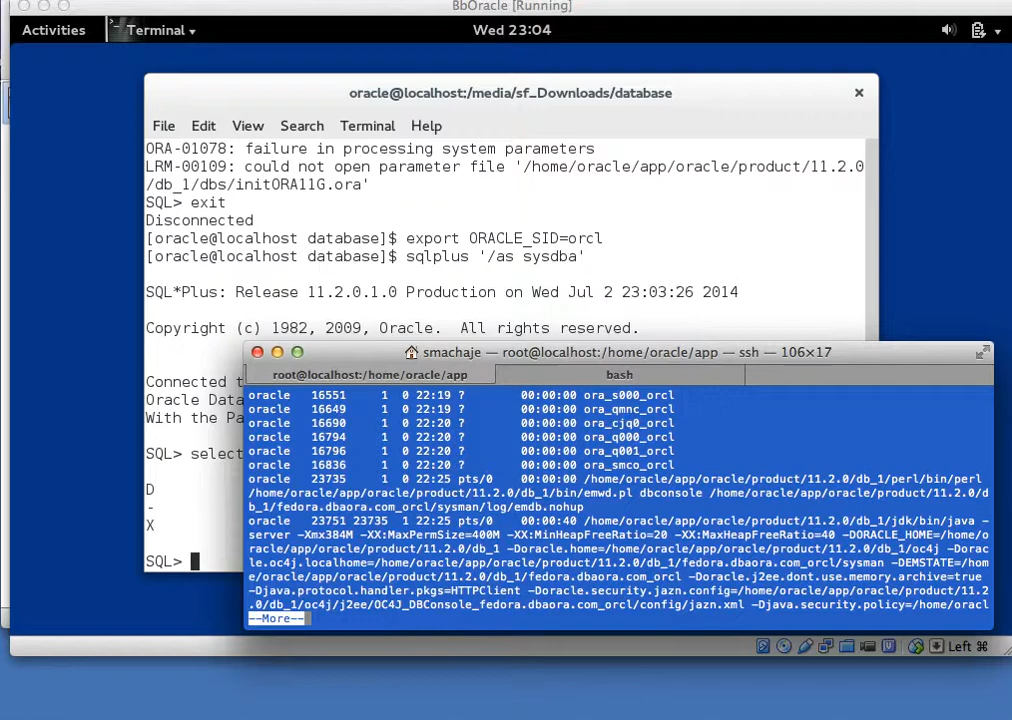 BbOracle [Running]
Activities
Terminal
Wed 23:04
oracle@localhost:/media/sf_Downloads/database
File Edit View Search Terminal Help
ORA-01078: failure in processing system parameters
LRM-00109: could not open parameter file '/home/oracle/app/oracle/product/11.2.0
/db_1/dbs/initORA11G.ora'
SQL> exit
Disconnected
[oracle@localhost database]$ export ORACLE_SID=orcl
[oracle@localhost database]$ sqlplus '/as sysdba'
SQL*Plus: Release 11.2.0.1.0 Production on Wed Jul 2 23:03:26 2014
Copyright (c) 1982, 2009, Oracle.  All rights reserved.
Connected t
Oracle Data
With the Pa
SQL> select
D
-
X
SQL>
smachaje — root@localhost:/home/oracle/app — ssh — 106×17
root@localhost:/home/oracle/app
bash
oracle   16551     1  0 22:19 ?        00:00:00 ora_s000_orcl
oracle   16649     1  0 22:19 ?        00:00:00 ora_qmnc_orcl
oracle   16690     1  0 22:20 ?        00:00:00 ora_cjq0_orcl
oracle   16794     1  0 22:20 ?        00:00:00 ora_q000_orcl
oracle   16796     1  0 22:20 ?        00:00:00 ora_q001_orcl
oracle   16836     1  0 22:20 ?        00:00:00 ora_smco_orcl
oracle   23735     1  0 22:25 pts/0    00:00:00 /home/oracle/app/oracle/product/11.2.0/db_1/perl/bin/perl
/home/oracle/app/oracle/product/11.2.0/db_1/bin/emwd.pl dbconsole /home/oracle/app/oracle/product/11.2.0/d
b_1/fedora.dbaora.com_orcl/sysman/log/emdb.nohup
oracle   23751 23735  1 22:25 pts/0    00:00:40 /home/oracle/app/oracle/product/11.2.0/db_1/jdk/bin/java -
server -Xmx384M -XX:MaxPermSize=400M -XX:MinHeapFreeRatio=20 -XX:MaxHeapFreeRatio=40 -DORACLE_HOME=/home/o
racle/app/oracle/product/11.2.0/db_1 -Doracle.home=/home/oracle/app/oracle/product/11.2.0/db_1/oc4j -Dorac
le.oc4j.localhome=/home/oracle/app/oracle/product/11.2.0/db_1/fedora.dbaora.com_orcl/sysman -DEMSTATE=/hom
e/oracle/app/oracle/product/11.2.0/db_1/fedora.dbaora.com_orcl -Doracle.j2ee.dont.use.memory.archive=true
-Djava.protocol.handler.pkgs=HTTPClient -Doracle.security.jazn.config=/home/oracle/app/oracle/product/11.2
.0/db_1/oc4j/j2ee/OC4J_DBConsole_fedora.dbaora.com_orcl/config/jazn.xml -Djava.security.policy=/home/oracl
--More--
Left ⌘